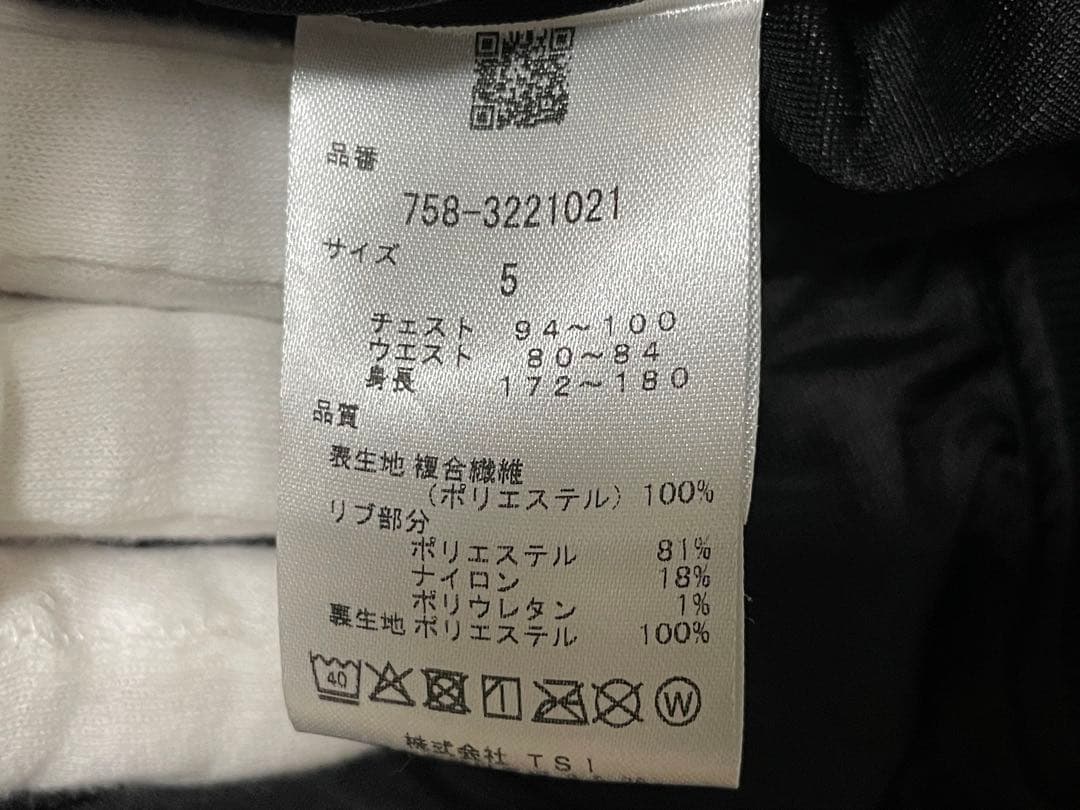 品番
758-3221021
サイズ
5
チェスト 94～100
ウエスト 80～84
身長 172～180
品質
表生地 複合繊維
(ポリエステル) 100%
リブ部分
ポリエステル 81%
ナイロン 18%
ポリウレタン 1%
裏生地 ポリエステル 100%
40
W
株式会社 TSI